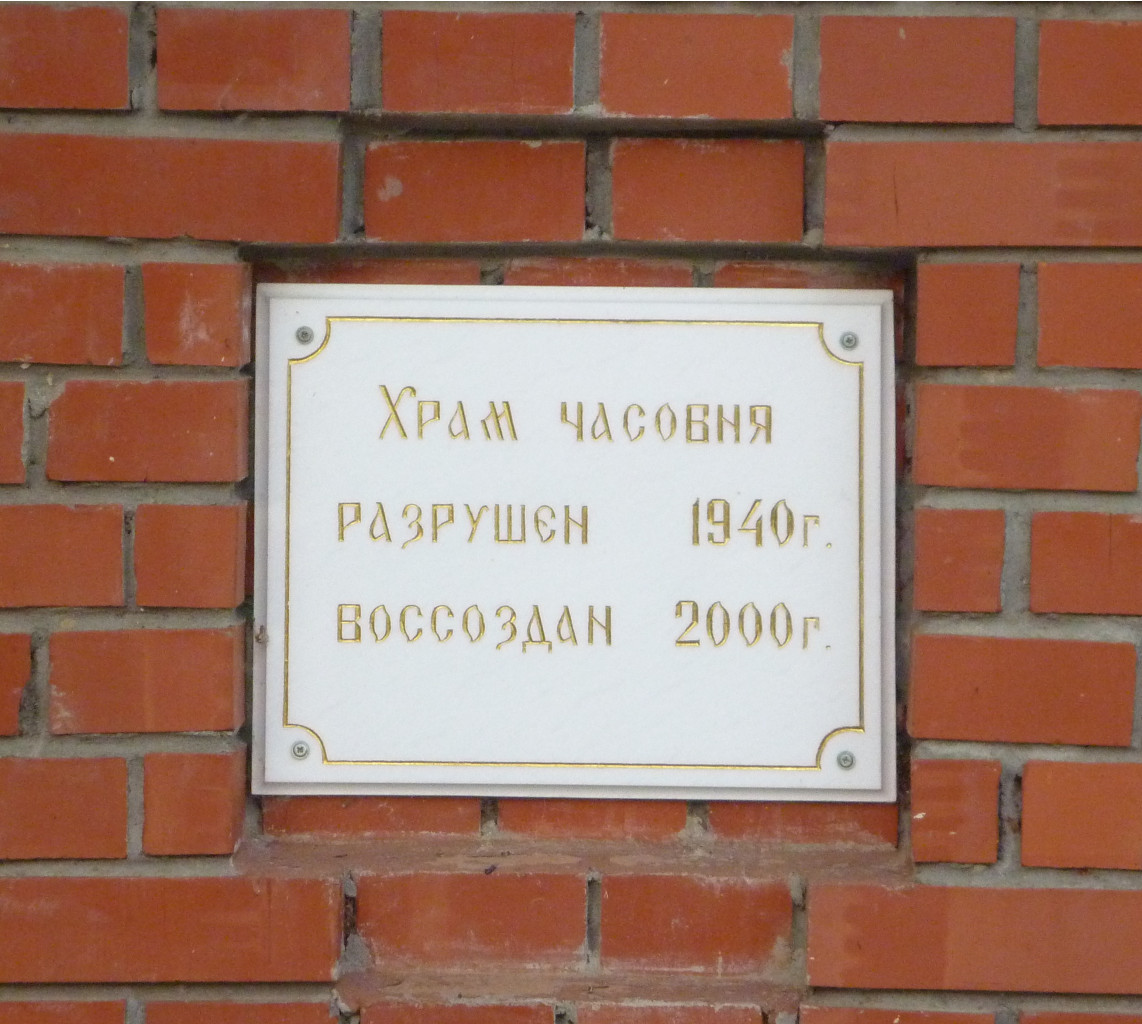 Храм часовня
разрушен 1940г.
воссоздан 2000г.